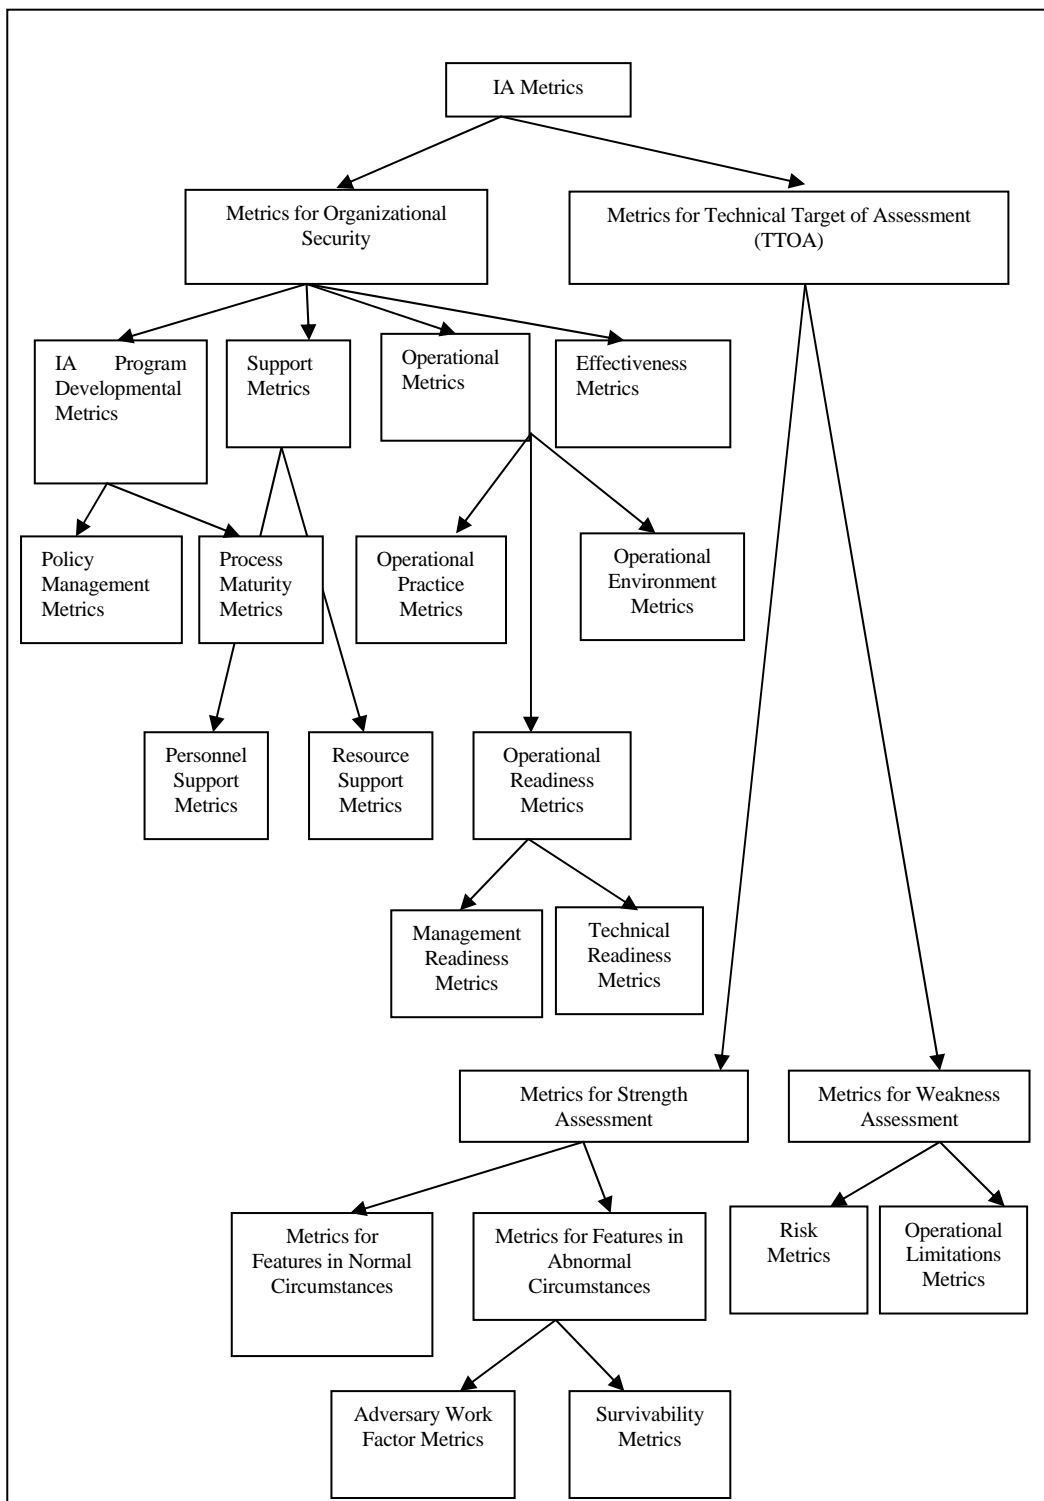 IA Metrics
Metrics for Organizational
Security
Metrics for Technical Target of Assessment
(TTOA)
IA Program
Developmental
Metrics
Support
Metrics
Operational
Metrics
Effectiveness
Metrics
Policy
Management
Metrics
Process
Maturity
Metrics
Operational
Practice
Metrics
Operational
Environment
Metrics
Personnel
Support
Metrics
Resource
Support
Metrics
Operational
Readiness
Metrics
Management
Readiness
Metrics
Technical
Readiness
Metrics
Metrics for Strength
Assessment
Metrics for Weakness
Assessment
Metrics for
Features in Normal
Circumstances
Metrics for Features in
Abnormal
Circumstances
Risk
Metrics
Operational
Limitations
Metrics
Adversary Work
Factor Metrics
Survivability
Metrics